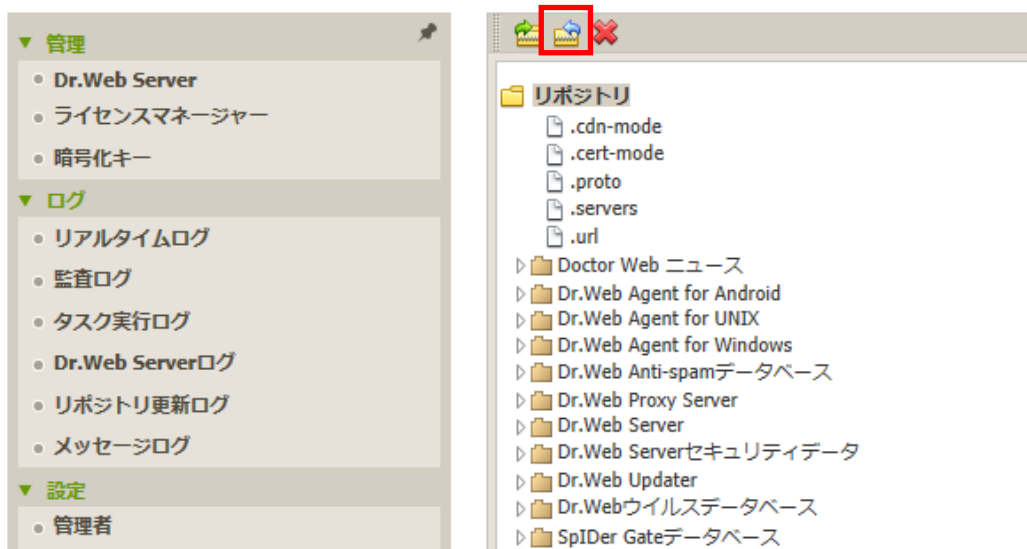 管理
Dr.Web Server
ライセンスマネージャー
暗号化キー
ログ
リアルタイムログ
監査ログ
タスク実行ログ
Dr.Web Serverログ
リポジトリ更新ログ
メッセージログ
設定
管理者
リポジトリ
.cdn-mode
.cert-mode
.proto
.servers
.url
Doctor Web ニュース
Dr.Web Agent for Android
Dr.Web Agent for UNIX
Dr.Web Agent for Windows
Dr.Web Anti-spamデータベース
Dr.Web Proxy Server
Dr.Web Server
Dr.Web Serverセキュリティデータ
Dr.Web Updater
Dr.Webウイルスデータベース
SpIDer Gateデータベース